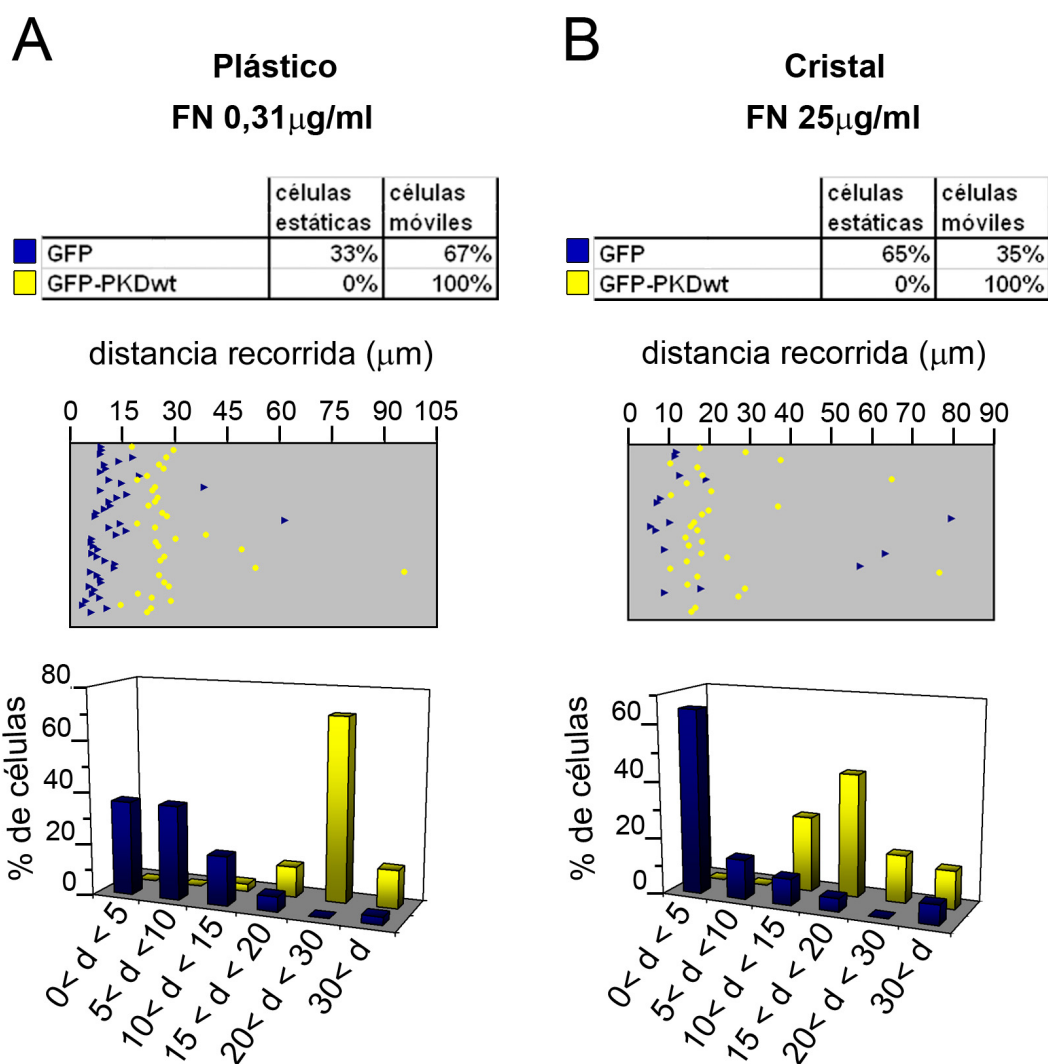 A
Plástico
FN 0,31μg/ml
células estáticas
células móviles
GFP 33% 67%
GFP-PKDwt 0% 100%
distancia recorrida (μm)
0 15 30 45 60 75 90 105
% de células
80
60
40
20
0
0< d < 5
5< d <10
10< d < 15
15 < d < 20
20< d < 30
30< d
B
Cristal
FN 25μg/ml
células estáticas
células móviles
GFP 65% 35%
GFP-PKDwt 0% 100%
distancia recorrida (μm)
0 10 20 30 40 50 60 70 80 90
% de células
60
40
20
0
0< d < 5
5< d <10
10< d < 15
15 < d < 20
20< d < 30
30< d